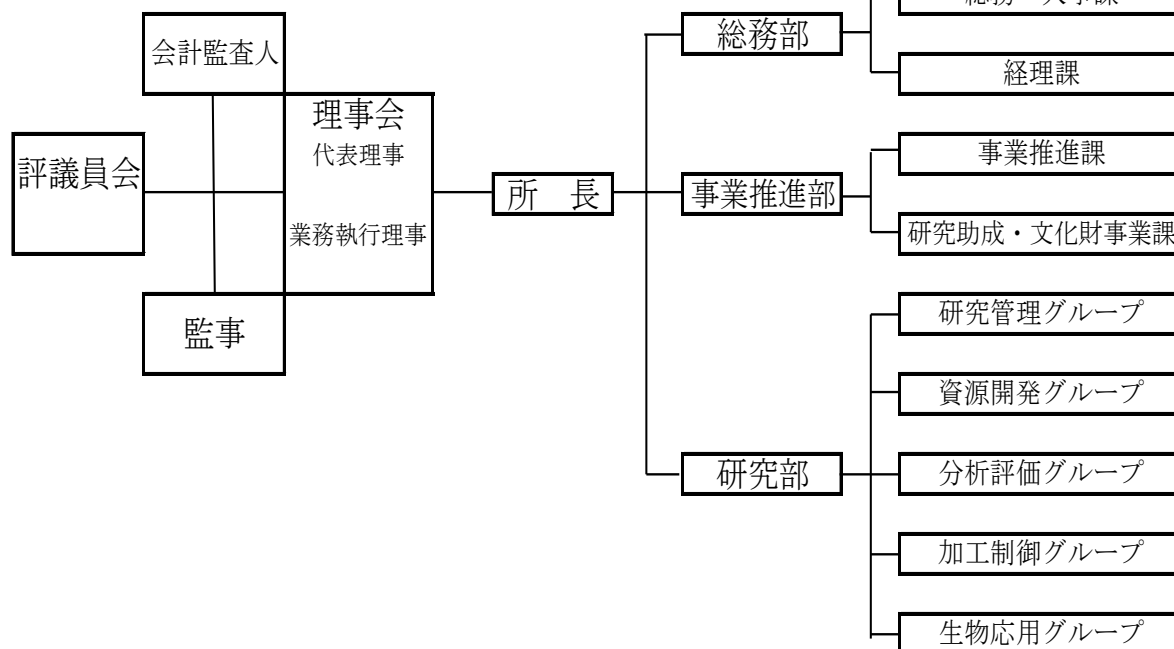 会計監査人
理事会
代表理事
業務執行理事
評議員会
監事
所 長
総務部
経理課
事業推進部
事業推進課
研究助成・文化財事業課
研究部
研究管理グループ
資源開発グループ
分析評価グループ
加工制御グループ
生物応用グループ